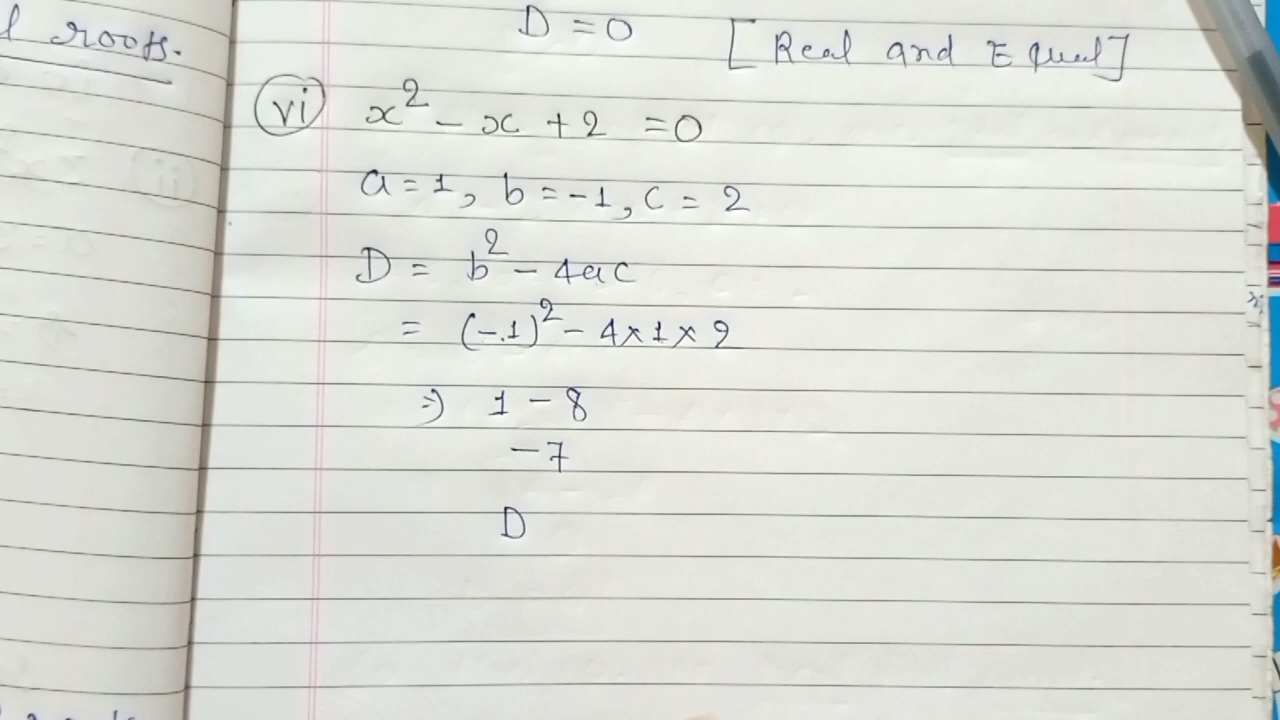 l roots.
D = 0 [Real and Equal]
(vi) x² - x + 2 = 0
a = 1, b = -1, c = 2
D = b² - 4ac
= (-1)² - 4×1×2
⇒ 1 - 8
-7
D